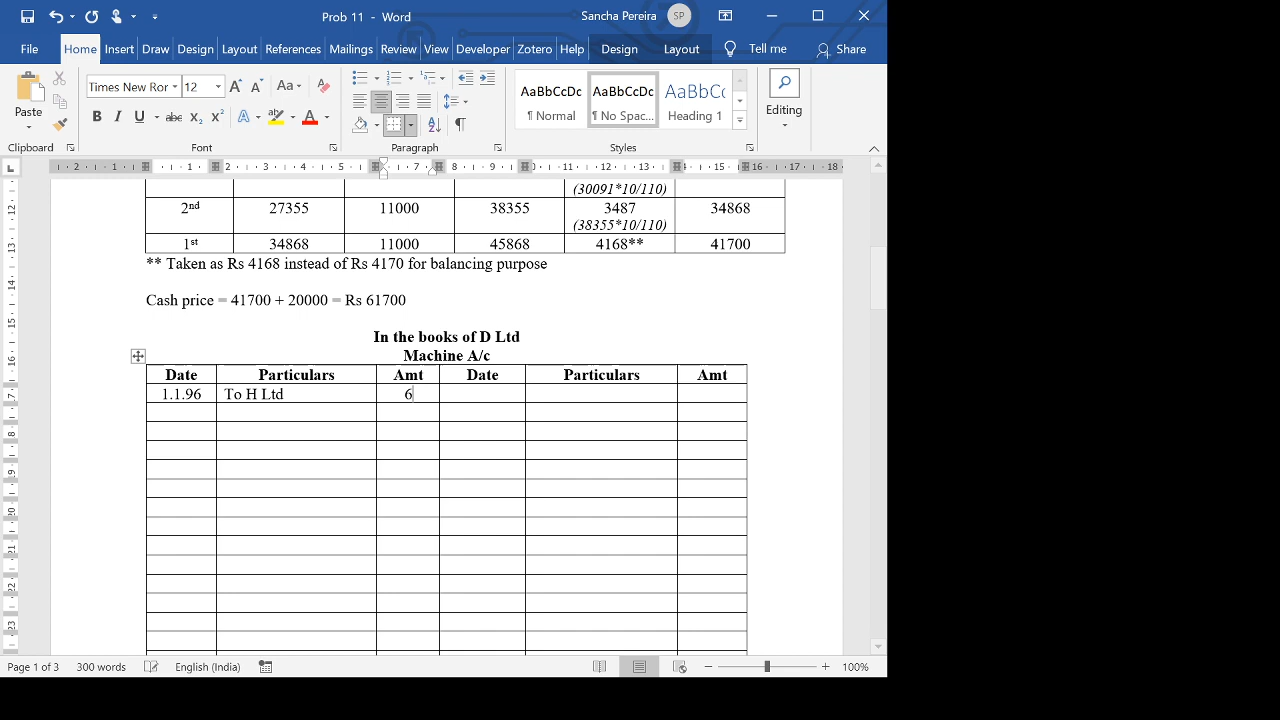 Prob 11 - Word
Sancha Pereira
SP
File Home Insert Draw Design Layout References Mailings Review View Developer Zotero Help Design Layout Tell me Share
Paste
Clipboard
Times New Ror 12
Font
Paragraph
AaBbCcDc AaBbCcDc AaBbCc
¶ Normal ¶ No Spac... Heading 1
Styles
Editing
(30091*10/110)
2nd 27355 11000 38355 3487 34868
(38355*10/110)
1st 34868 11000 45868 4168** 41700
** Taken as Rs 4168 instead of Rs 4170 for balancing purpose
Cash price = 41700 + 20000 = Rs 61700
In the books of D Ltd
Machine A/c
Date Particulars Amt Date Particulars Amt
1.1.96 To H Ltd 6
Page 1 of 3 300 words English (India) 100%